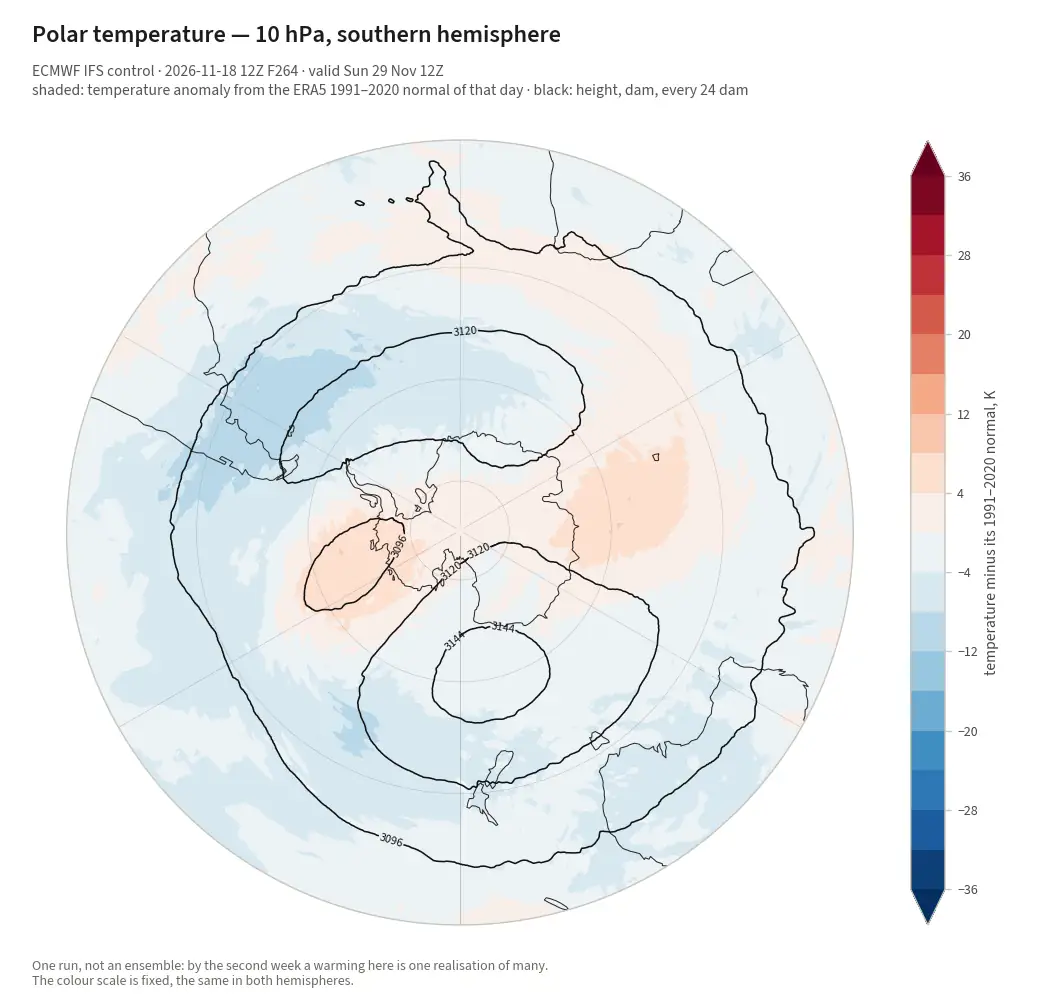 Polar temperature — 10 hPa, southern hemisphere
ECMWF IFS control · 2026-11-18 12Z F264 · valid Sun 29 Nov 12Z
shaded: temperature anomaly from the ERA5 1991–2020 normal of that day · black: height, dam, every 24 dam
36
28
20
12
4
−4
−12
−20
−28
−36
temperature minus its 1991–2020 normal, K
3120
3096
3120
3120
3144
3144
3096
One run, not an ensemble: by the second week a warming here is one realisation of many.
The colour scale is fixed, the same in both hemispheres.